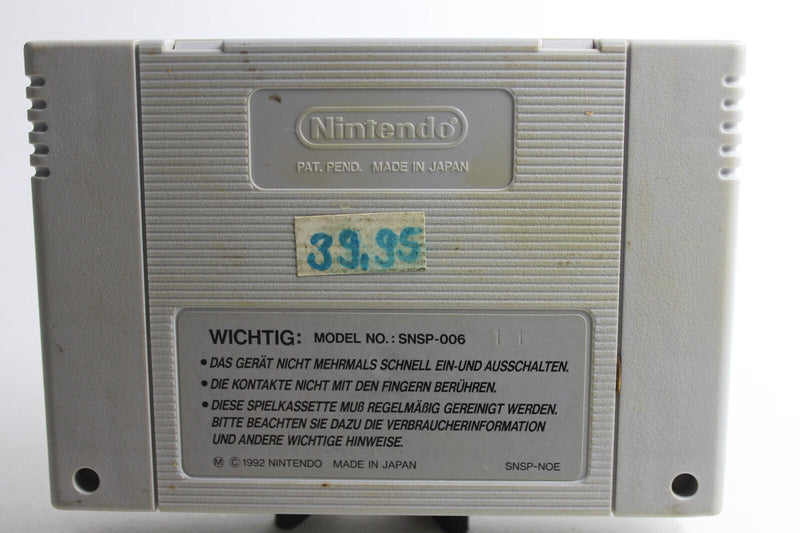 Nintendo®
PAT. PEND. MADE IN JAPAN
39,95
WICHTIG: MODEL NO.: SNSP-006 11
• DAS GERÄT NICHT MEHRMALS SCHNELL EIN-UND AUSSCHALTEN.
• DIE KONTAKTE NICHT MIT DEN FINGERN BERÜHREN.
• DIESE SPIELKASSETTE MUß REGELMÄßIG GEREINIGT WERDEN.
BITTE BEACHTEN SIE DAZU DIE VERBRAUCHERINFORMATION
UND ANDERE WICHTIGE HINWEISE.
Ⓜ ©1992 NINTENDO MADE IN JAPAN SNSP-NOE